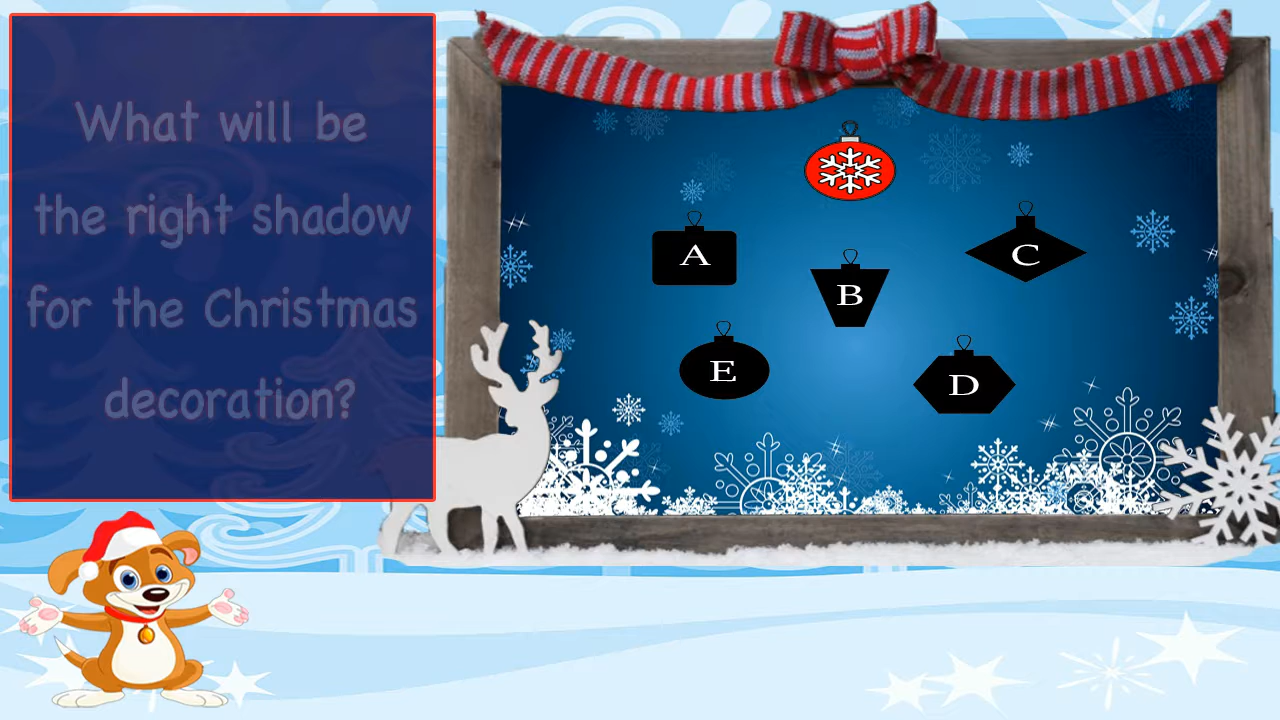 What will be
the right shadow
for the Christmas
decoration?
A
B
C
E
D